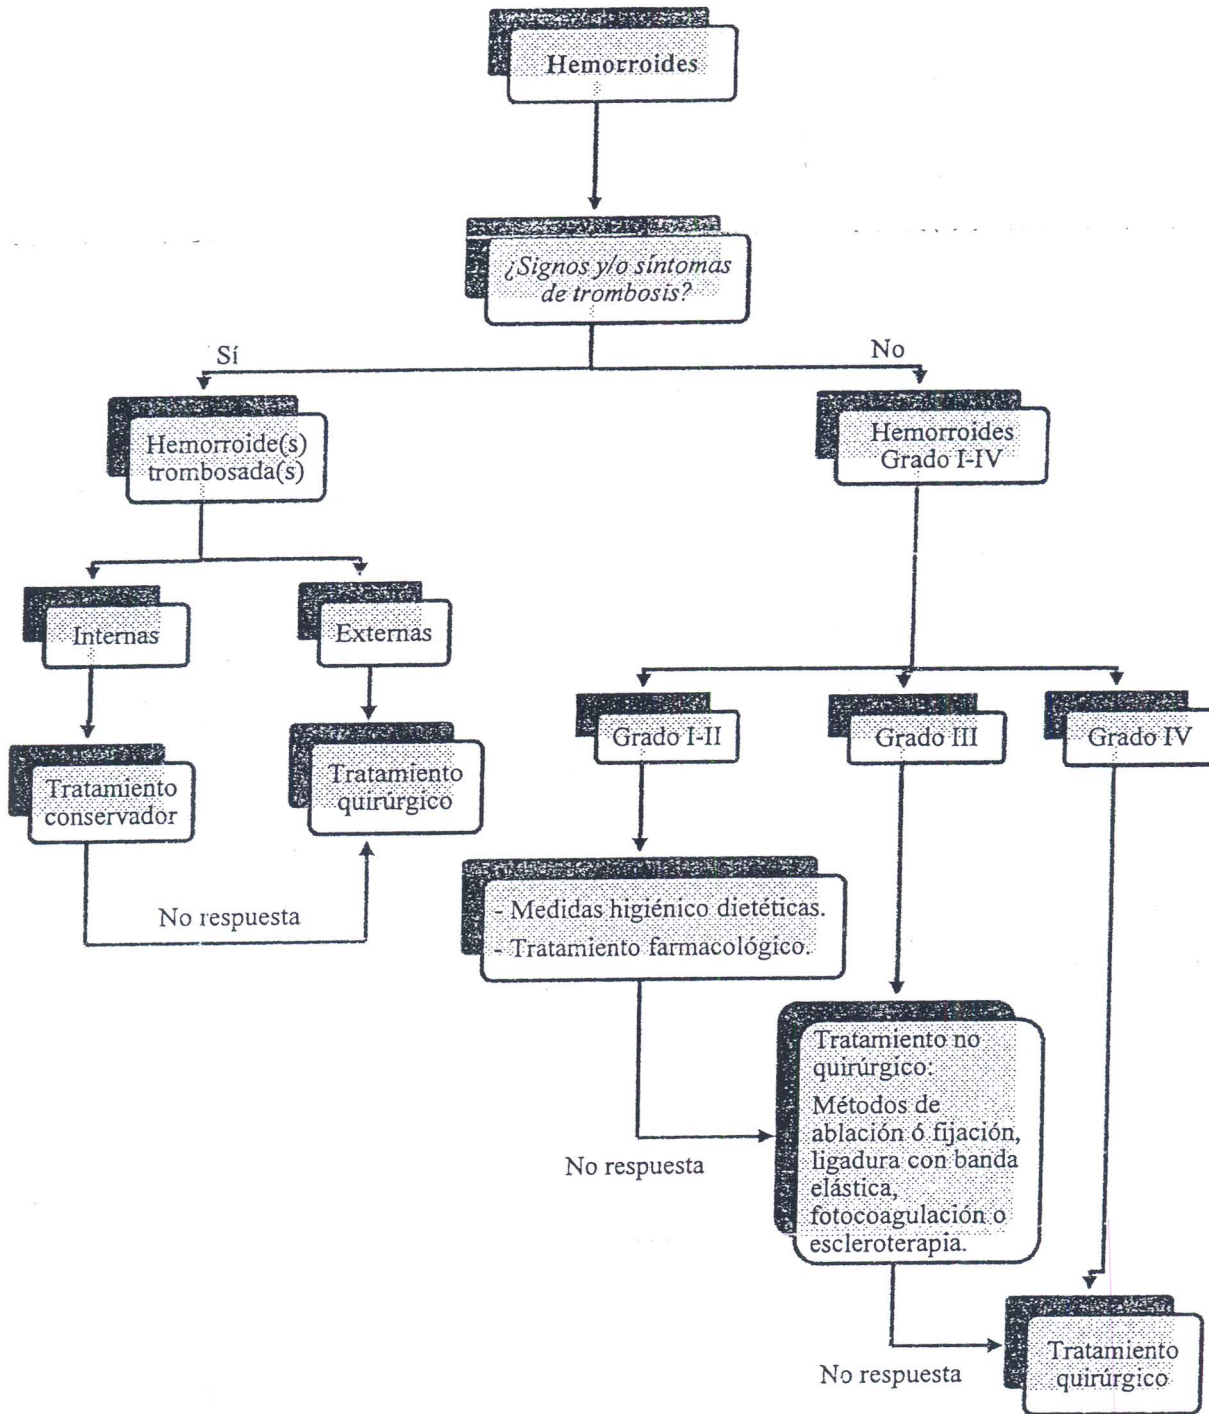 Hemorroides
¿Signos y/o síntomas
de trombosis?
Sí
No
Hemorroide(s)
trombosada(s)
Hemorroides
Grado I-IV
Internas
Externas
Grado I-II
Grado III
Grado IV
Tratamiento
conservador
Tratamiento
quirúrgico
No respuesta
- Medidas higiénico dietéticas.
- Tratamiento farmacológico.
No respuesta
Tratamiento no
quirúrgico:
Métodos de
ablación ó fijación,
ligadura con banda
elástica,
fotocoagulación o
escleroterapia.
No respuesta
Tratamiento
quirúrgico